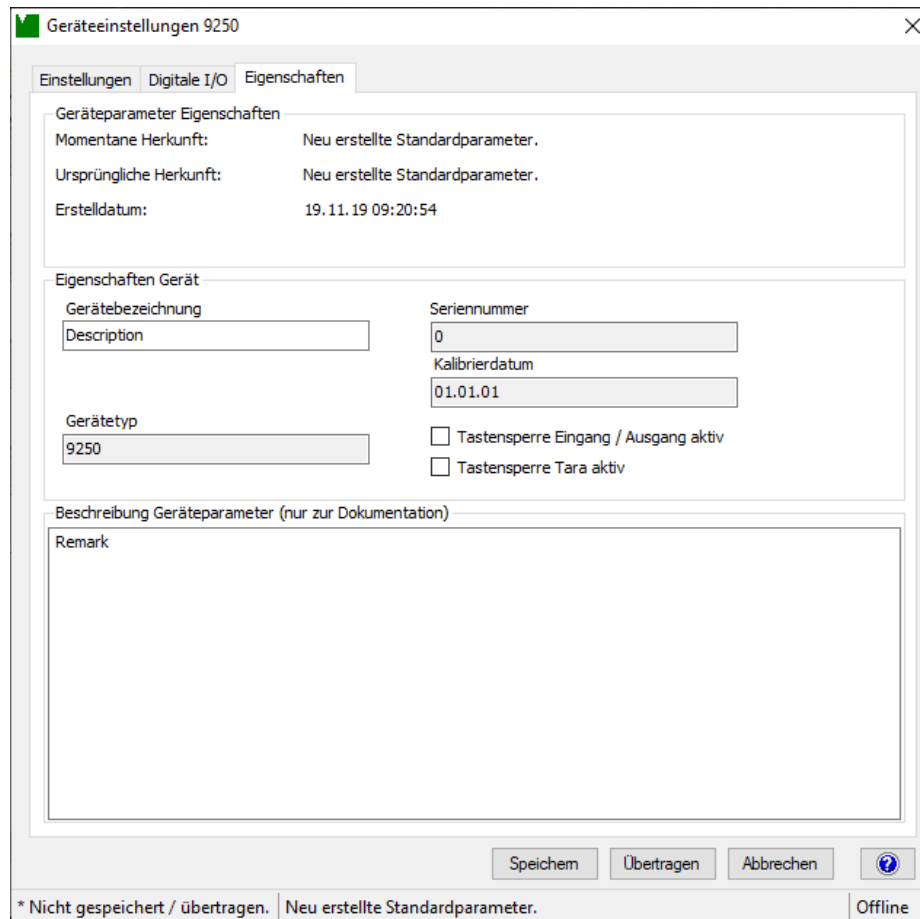 Geräteeinstellungen 9250
Einstellungen Digitale I/O Eigenschaften
Geräteparameter Eigenschaften
Momentane Herkunft: Neu erstellte Standardparameter.
Ursprüngliche Herkunft: Neu erstellte Standardparameter.
Erstelldatum: 19.11.19 09:20:54
Eigenschaften Gerät
Gerätebezeichnung
Description
Seriennummer
0
Kalibrierdatum
01.01.01
Gerätetyp
9250
Tastensperre Eingang / Ausgang aktiv
Tastensperre Tara aktiv
Beschreibung Geräteparameter (nur zur Dokumentation)
Remark
Speichern Übertragen Abbrechen ?
* Nicht gespeichert / übertragen. Neu erstellte Standardparameter. Offline